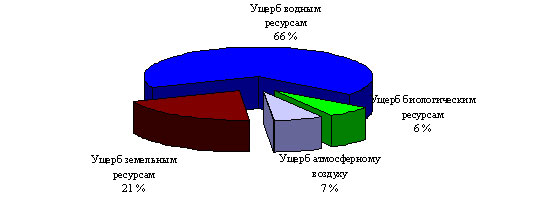 Ущерб водным
ресурсам
66%
Ущерб биологическим
ресурсам
6%
Ущерб атмосферному
воздуху
7%
Ущерб земельным
ресурсам
21%